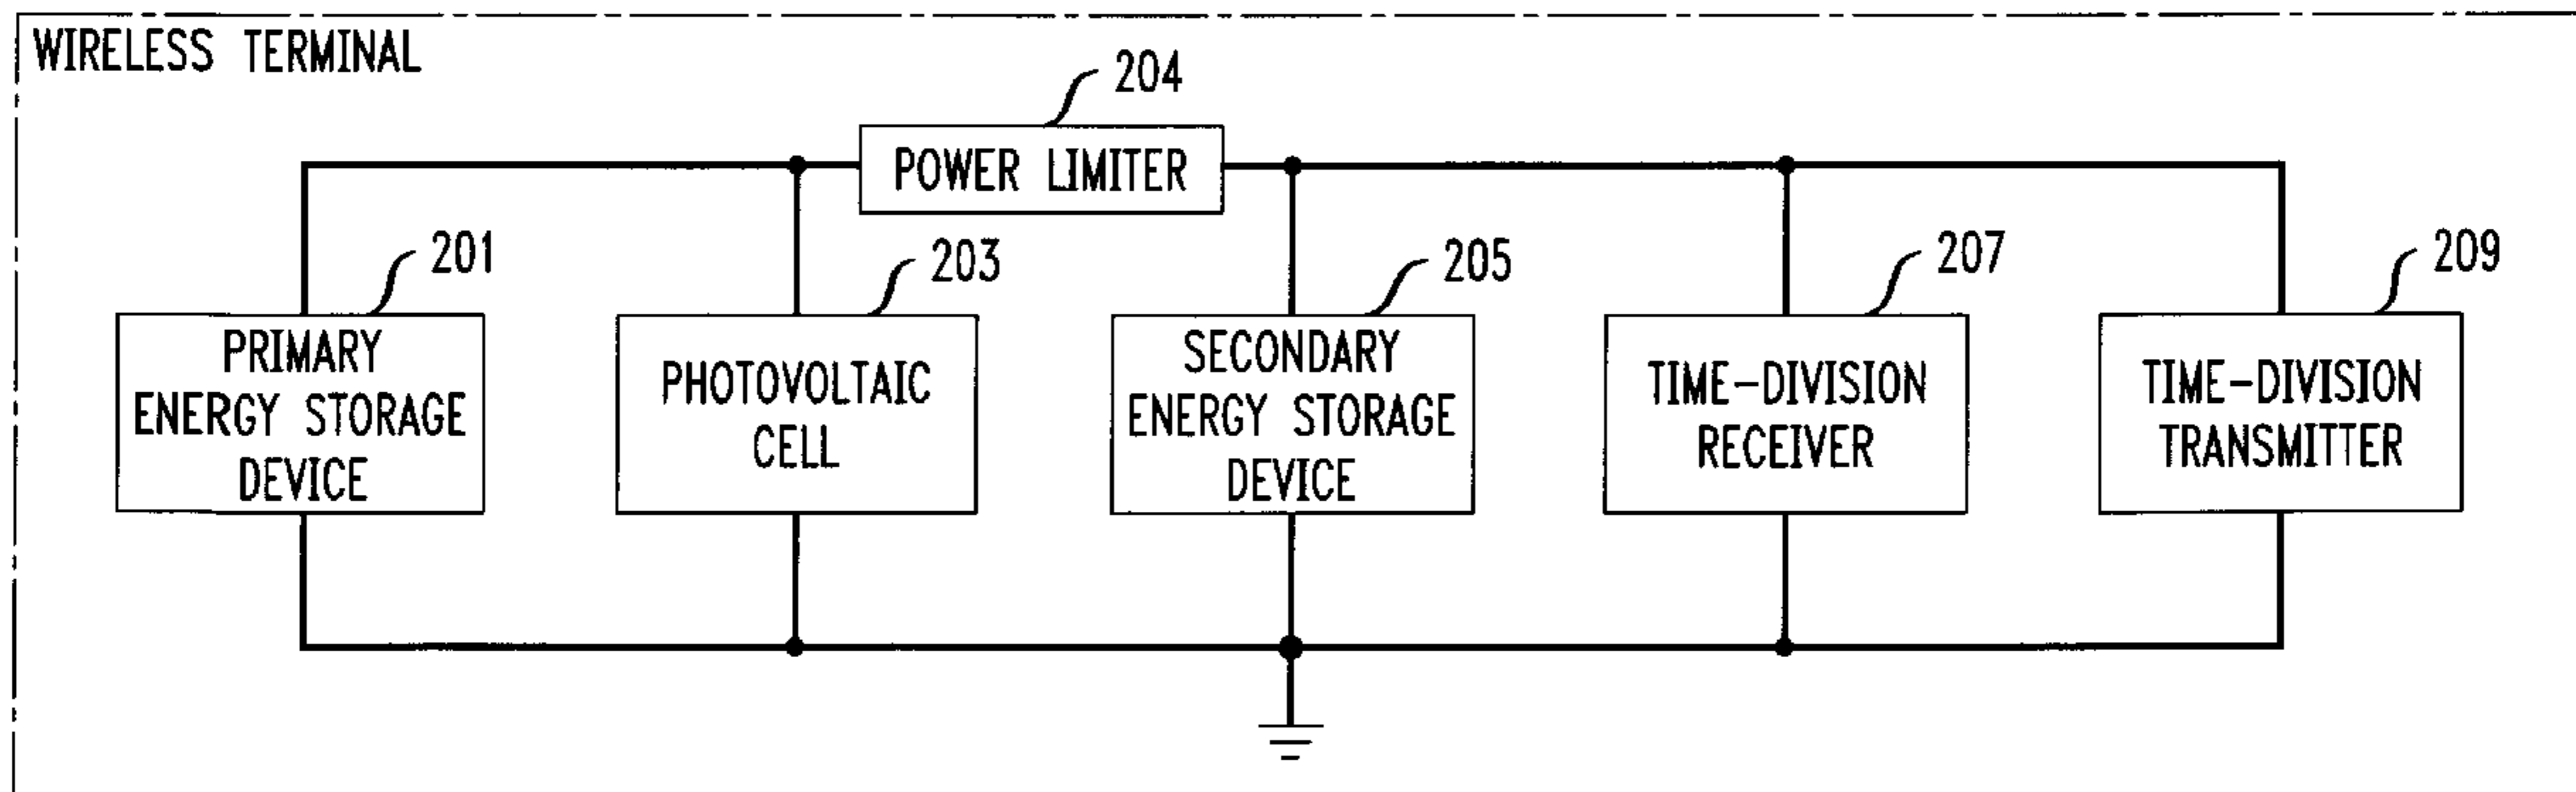 WIRELESS TERMINAL
204
POWER LIMITER
201
203
205
207
209
PRIMARY
ENERGY STORAGE
DEVICE
PHOTOVOLTAIC
CELL
SECONDARY
ENERGY STORAGE
DEVICE
TIME-DIVISION
RECEIVER
TIME-DIVISION
TRANSMITTER